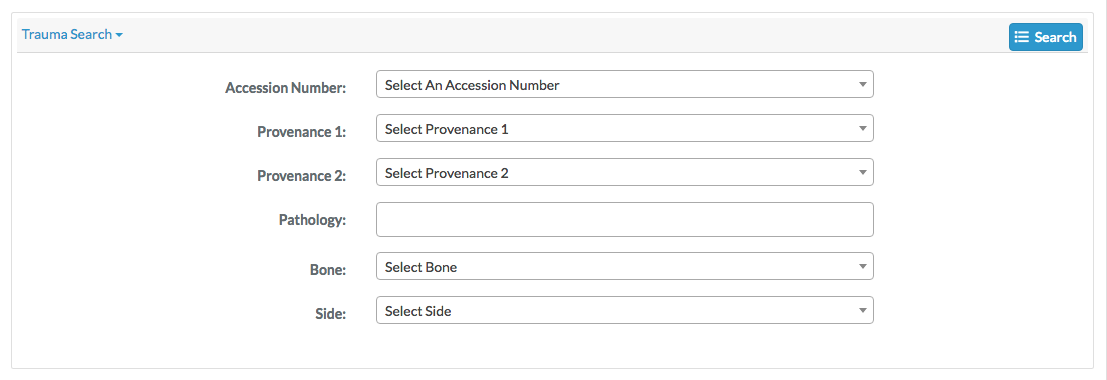 Trauma Search
Search
Accession Number: Select An Accession Number
Provenance 1: Select Provenance 1
Provenance 2: Select Provenance 2
Pathology:
Bone: Select Bone
Side: Select Side